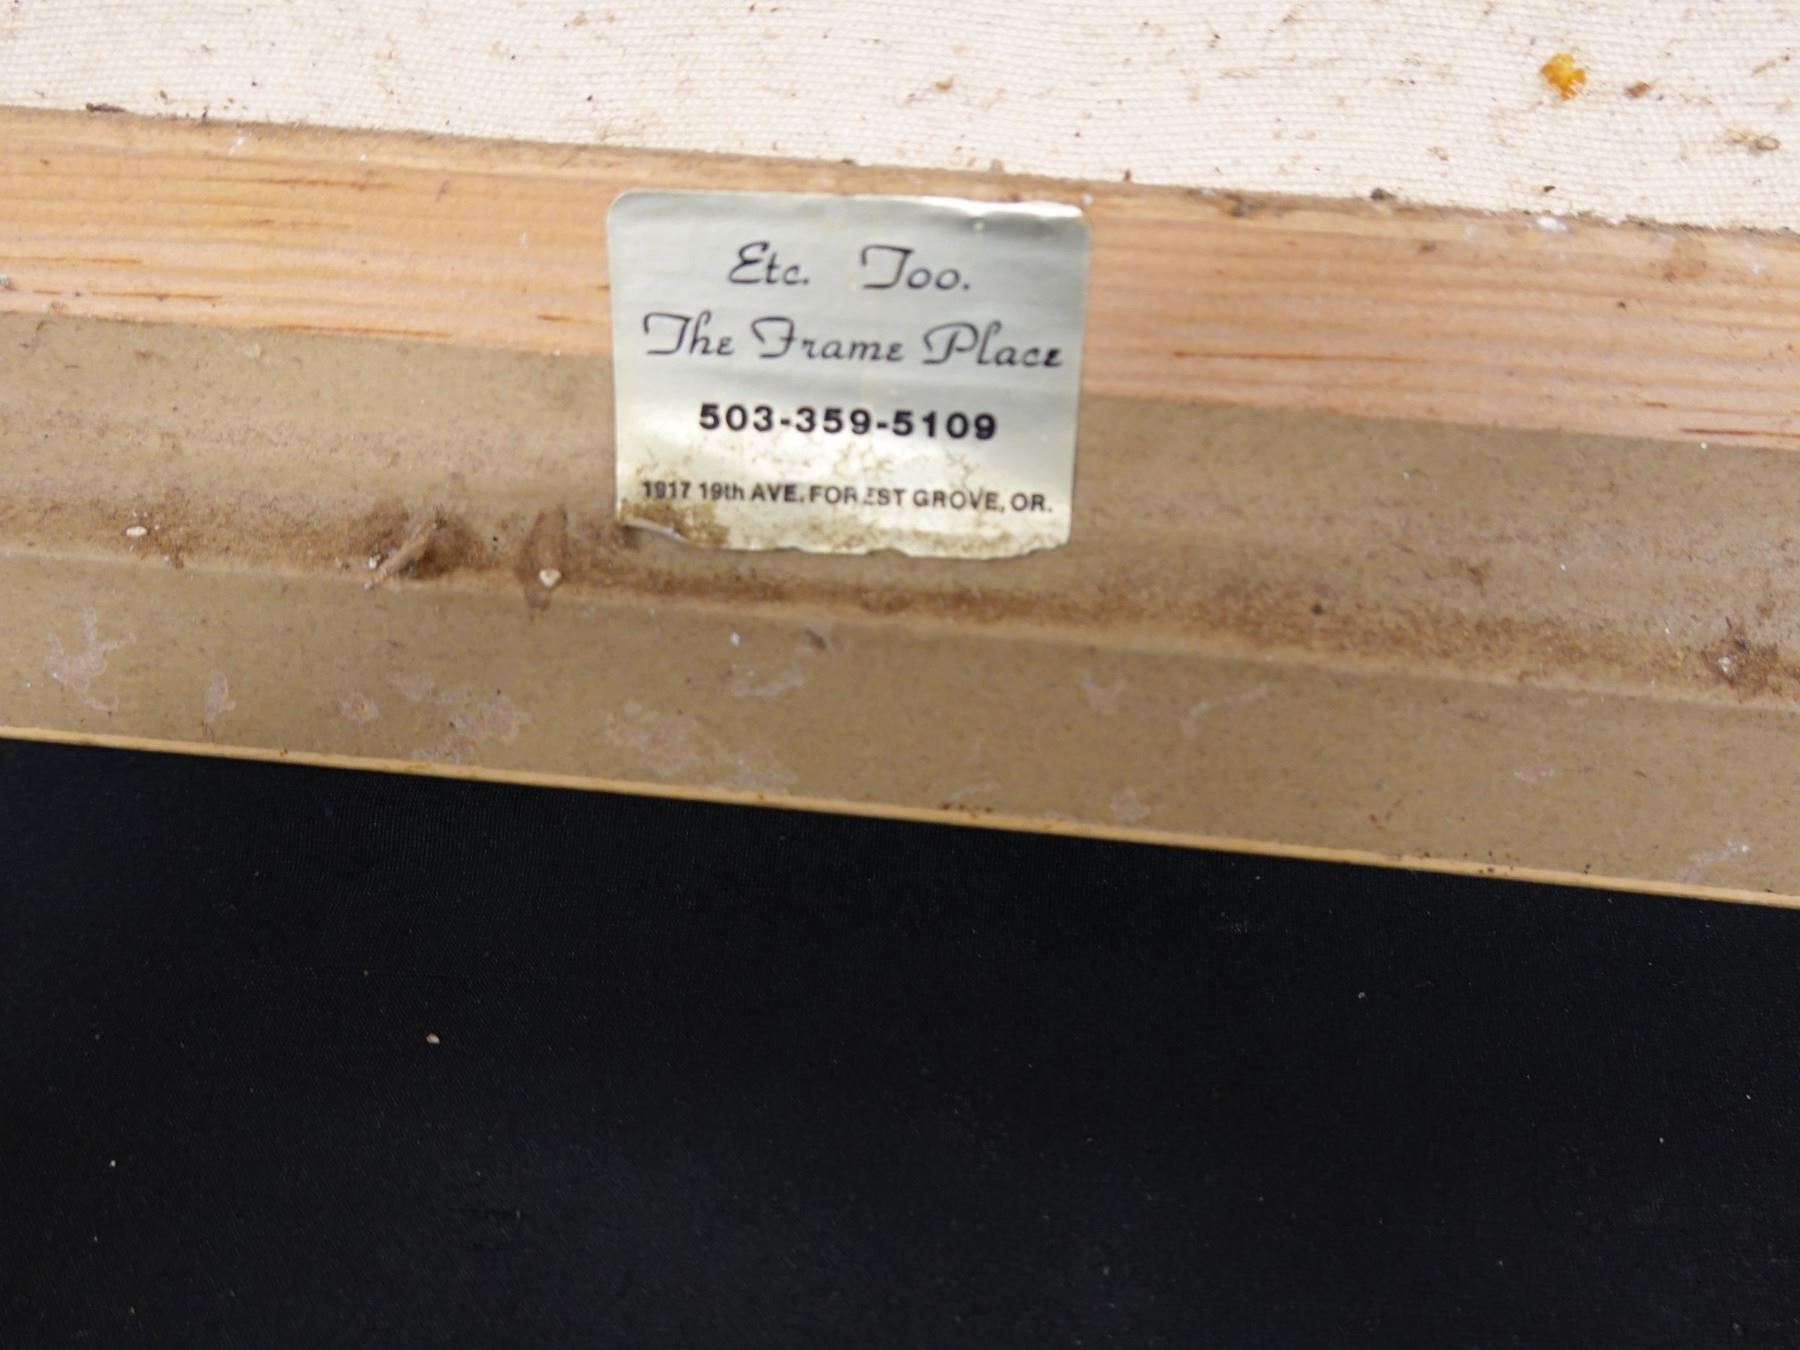 Etc. Too.
The Frame Place
503-359-5109
1917 19th AVE. FOREST GROVE, OR.